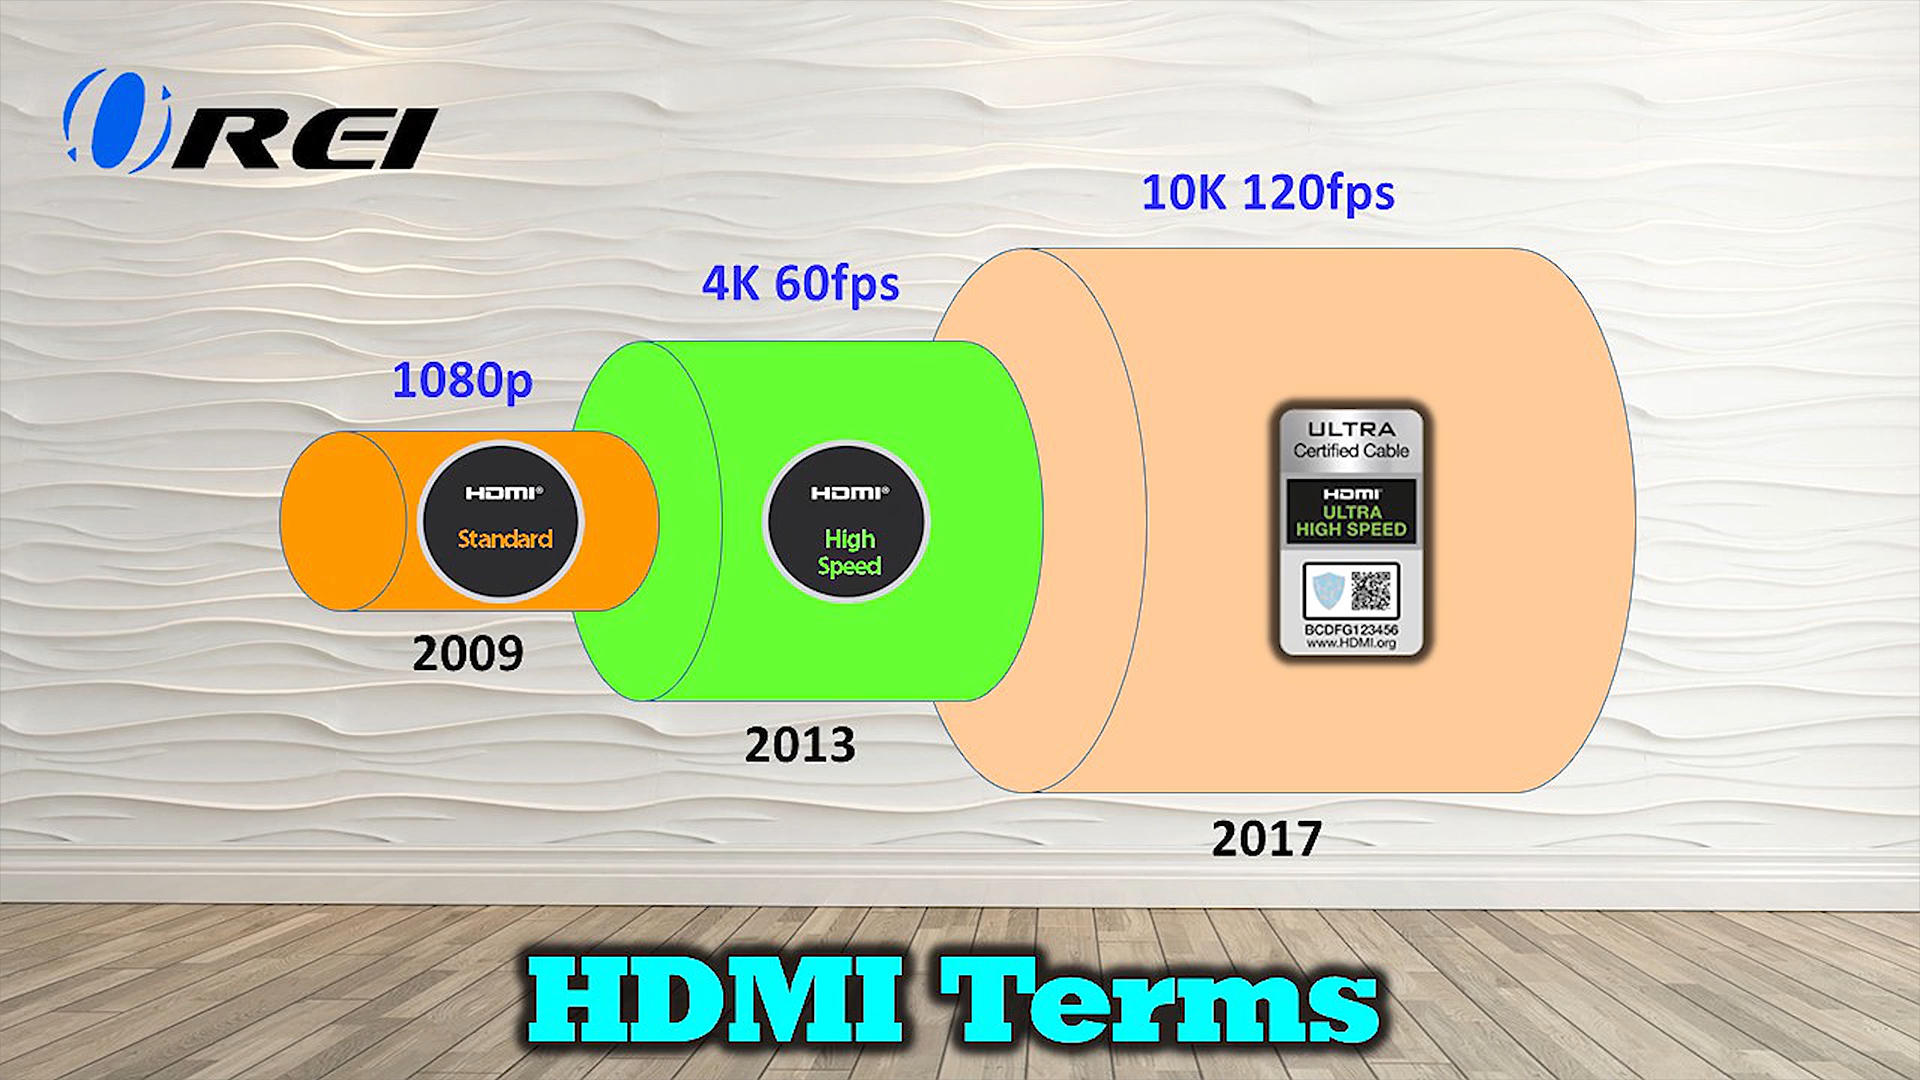 OREI
10K 120fps
4K 60fps
1080p
HDMI®
Standard
HDMI®
High
Speed
ULTRA
Certified Cable
HDMI
ULTRA
HIGH SPEED
BCDFG123456
www.HDMI.org
2009
2013
2017
HDMI Terms